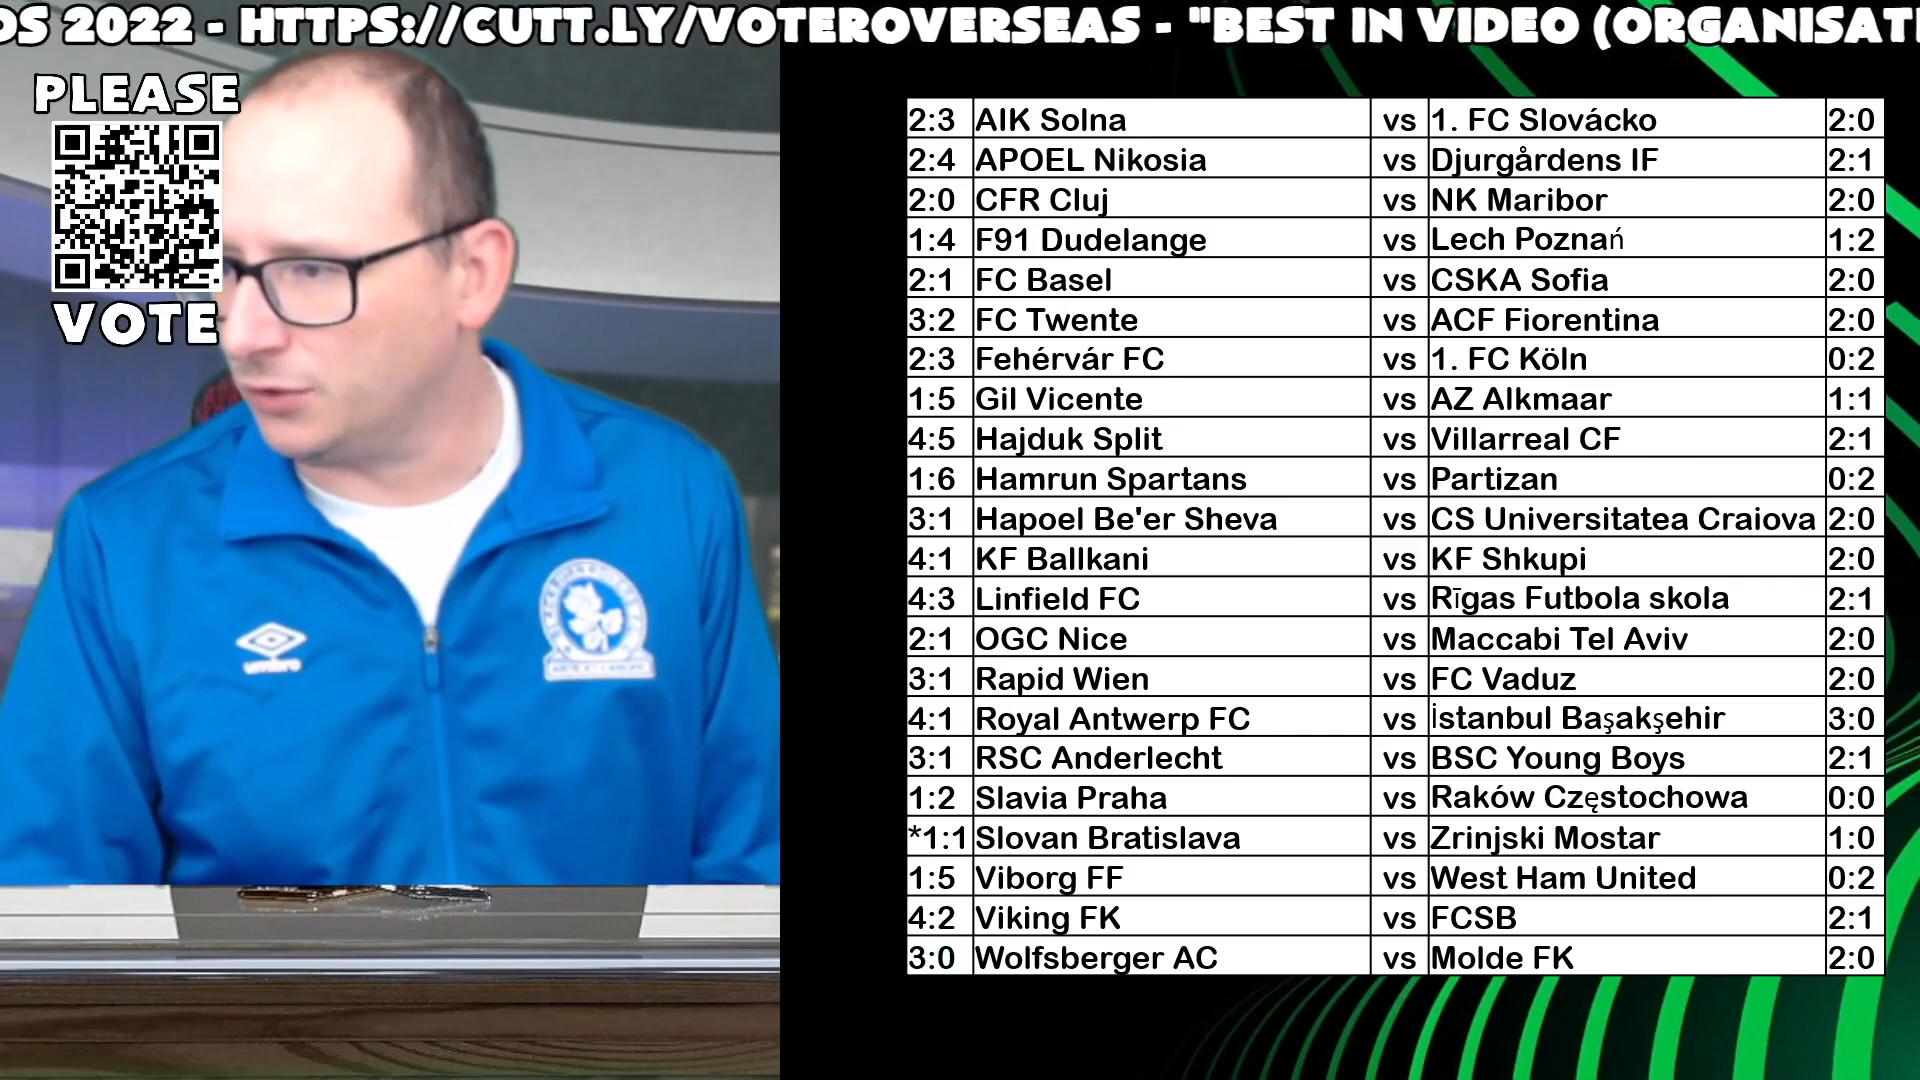 DS 2022 - HTTPS://CUTT.LY/VOTEROVERSEAS - "BEST IN VIDEO (ORGANISATI
PLEASE
VOTE
umbro
2:3 AIK Solna vs 1. FC Slovácko 2:0
2:4 APOEL Nikosia vs Djurgårdens IF 2:1
2:0 CFR Cluj vs NK Maribor 2:0
1:4 F91 Dudelange vs Lech Poznań 1:2
2:1 FC Basel vs CSKA Sofia 2:0
3:2 FC Twente vs ACF Fiorentina 2:0
2:3 Fehérvár FC vs 1. FC Köln 0:2
1:5 Gil Vicente vs AZ Alkmaar 1:1
4:5 Hajduk Split vs Villarreal CF 2:1
1:6 Hamrun Spartans vs Partizan 0:2
3:1 Hapoel Be'er Sheva vs CS Universitatea Craiova 2:0
4:1 KF Ballkani vs KF Shkupi 2:0
4:3 Linfield FC vs Rīgas Futbola skola 2:1
2:1 OGC Nice vs Maccabi Tel Aviv 2:0
3:1 Rapid Wien vs FC Vaduz 2:0
4:1 Royal Antwerp FC vs İstanbul Başakşehir 3:0
3:1 RSC Anderlecht vs BSC Young Boys 2:1
1:2 Slavia Praha vs Raków Częstochowa 0:0
*1:1 Slovan Bratislava vs Zrinjski Mostar 1:0
1:5 Viborg FF vs West Ham United 0:2
4:2 Viking FK vs FCSB 2:1
3:0 Wolfsberger AC vs Molde FK 2:0